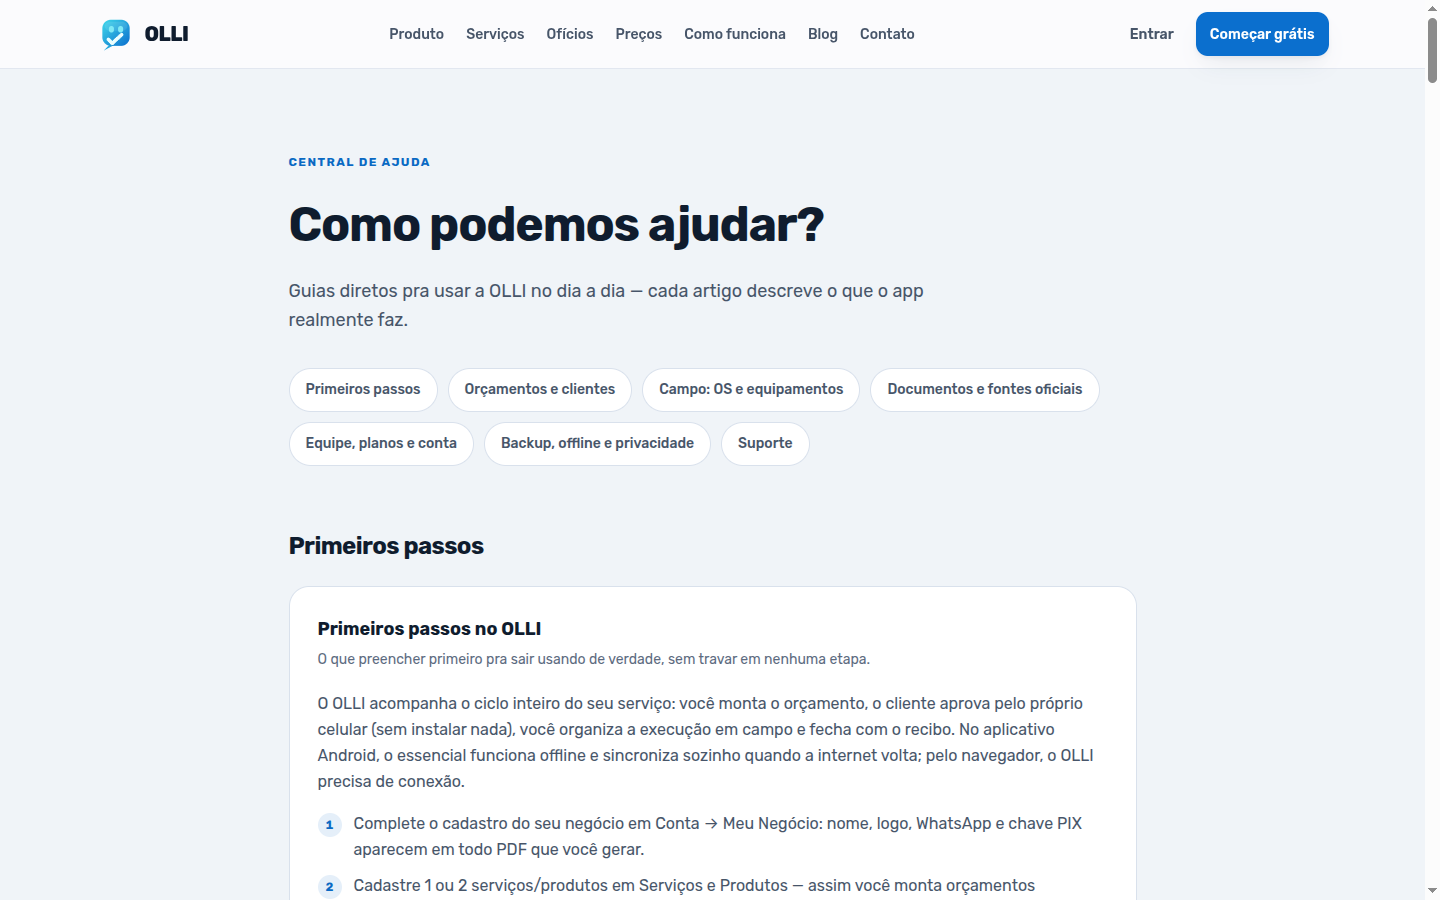 OLLI
Produto
Serviços
Ofícios
Preços
Como funciona
Blog
Contato
Entrar
Começar grátis
CENTRAL DE AJUDA
Como podemos ajudar?
Guias diretos pra usar a OLLI no dia a dia — cada artigo descreve o que o app
realmente faz.
Primeiros passos
Orçamentos e clientes
Campo: OS e equipamentos
Documentos e fontes oficiais
Equipe, planos e conta
Backup, offline e privacidade
Suporte
Primeiros passos
Primeiros passos no OLLI
O que preencher primeiro pra sair usando de verdade, sem travar em nenhuma etapa.
O OLLI acompanha o ciclo inteiro do seu serviço: você monta o orçamento, o cliente aprova pelo próprio
celular (sem instalar nada), você organiza a execução em campo e fecha com o recibo. No aplicativo
Android, o essencial funciona offline e sincroniza sozinho quando a internet volta; pelo navegador, o OLLI
precisa de conexão.
1 Complete o cadastro do seu negócio em Conta → Meu Negócio: nome, logo, WhatsApp e chave PIX
aparecem em todo PDF que você gerar.
2 Cadastre 1 ou 2 serviços/produtos em Serviços e Produtos — assim você monta orçamentos